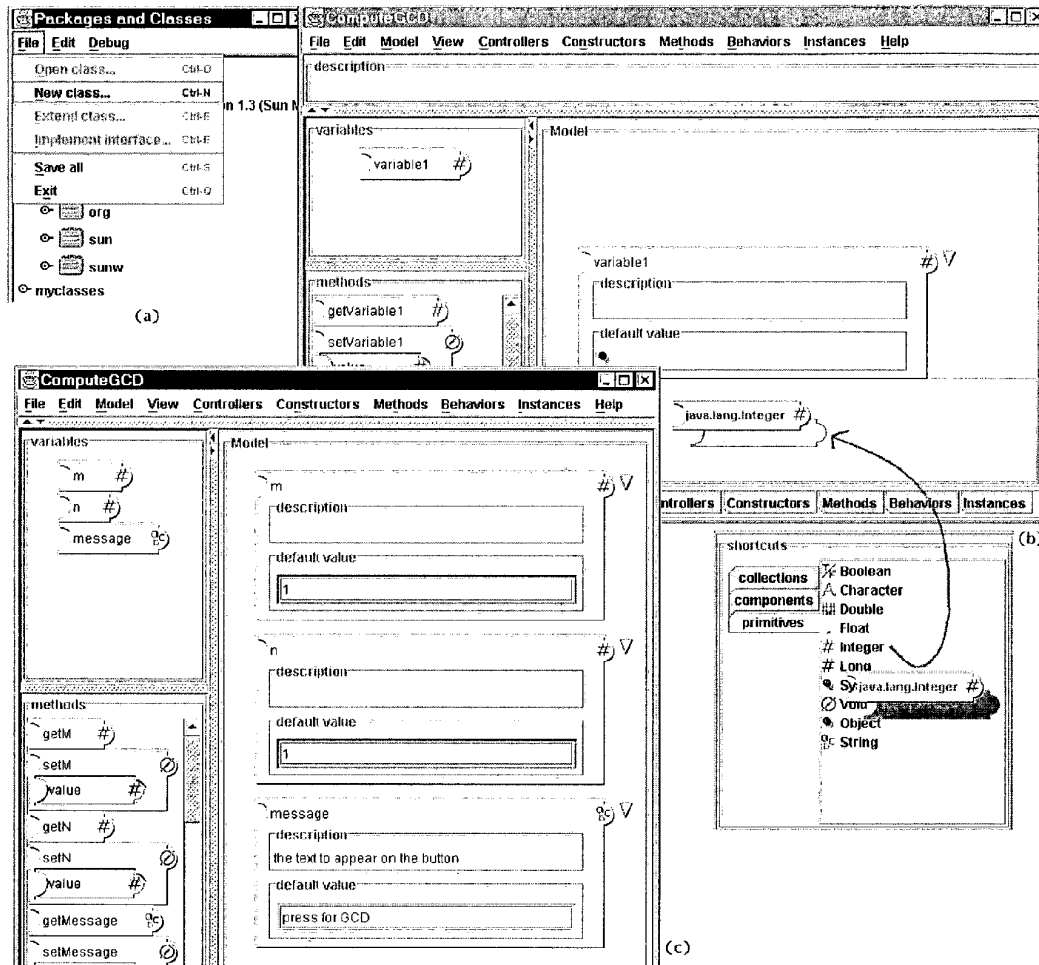 Packages and Classes
File Edit Debug
Open class... Ctrl-O
New class... Ctrl-N
Extend class... Ctrl-E
Implement interface... Ctrl-E
Save all Ctrl-S
Exit Ctrl-Q
n 1.3 (Sun M
org
sun
sunw
myclasses
(a)
ComputeGCD
File Edit Model View Controllers Constructors Methods Behaviors Instances Help
description
variables
variable1 #
methods
getVariable1 #
setVariable1
value #
Model
variable1 #
description
default value
java.lang.Integer #
ntrollers Constructors Methods Behaviors Instances
(b)
shortcuts
collections
components
primitives
Boolean
A Character
## Double
Float
# Integer
# Long
Sy
java.lang.Integer #
Void
Object
String
ComputeGCD
File Edit Model View Controllers Constructors Methods Behaviors Instances Help
variables
m #
n #
message
methods
getM #
setM
value #
getN #
setN
value #
getMessage
setMessage
Model
m #
description
default value
1
n #
description
default value
1
message
description
the text to appear on the button
default value
press for GCD
(c)